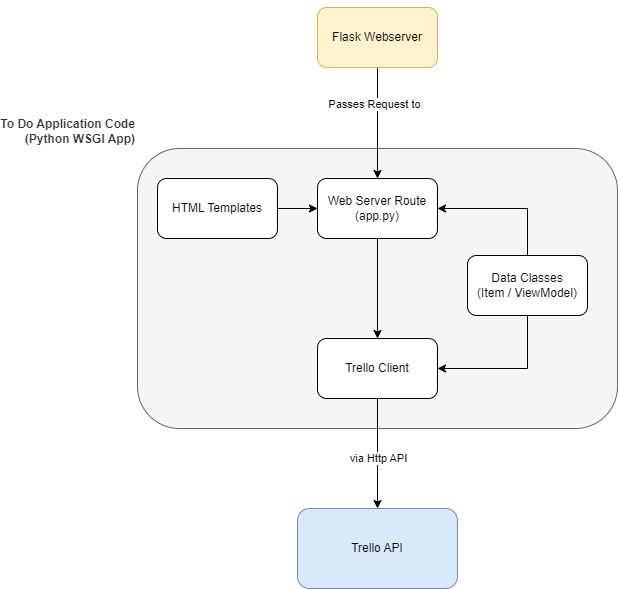 Flask Webserver
Passes Request to
To Do Application Code
(Python WSGI App)
HTML Templates
Web Server Route
(app.py)
Data Classes
(Item / ViewModel)
Trello Client
via Http API
Trello API